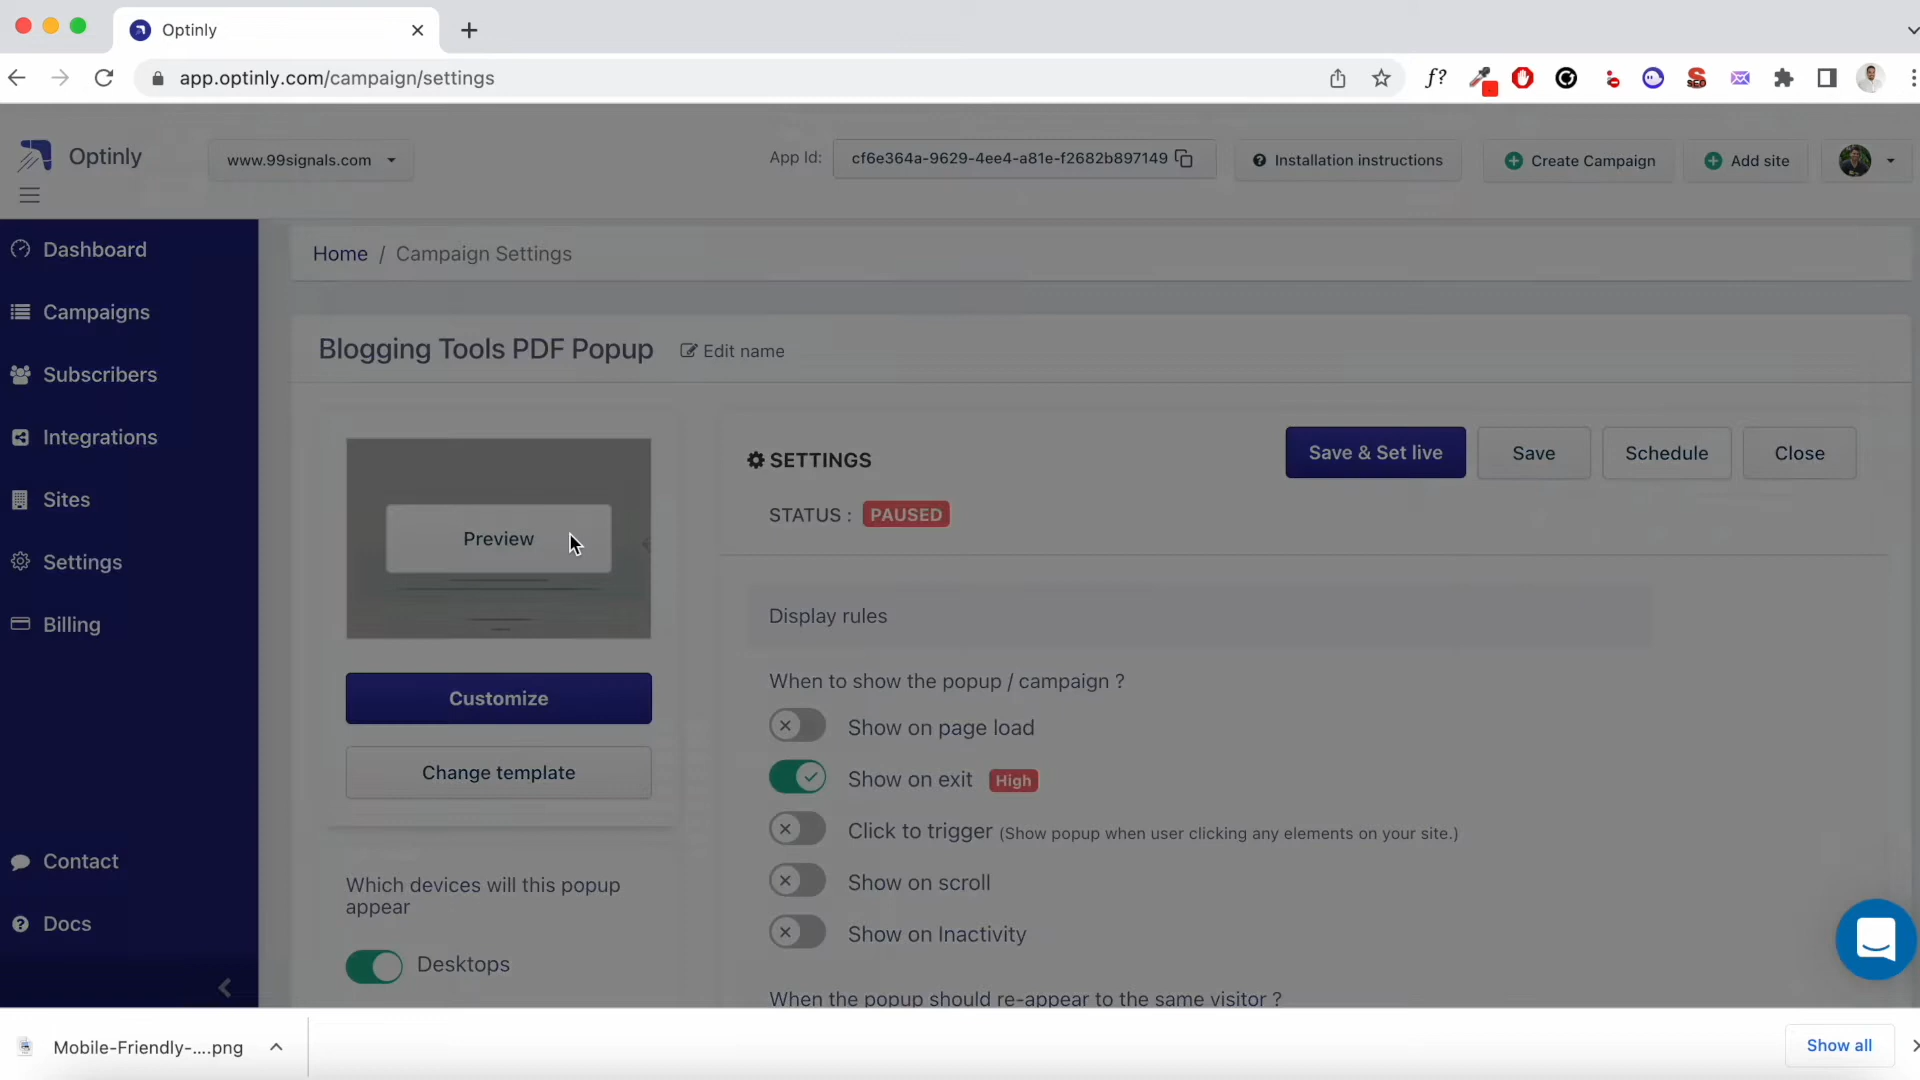 Optinly
app.optinly.com/campaign/settings
f?
SEO
Optinly
www.99signals.com
App Id:
cf6e364a-9629-4ee4-a81e-f2682b897149
Installation instructions
Create Campaign
Add site
Dashboard
Campaigns
Subscribers
Integrations
Sites
Settings
Billing
Contact
Docs
Home / Campaign Settings
Blogging Tools PDF Popup
Edit name
Preview
Customize
Change template
Which devices will this popup
appear
Desktops
SETTINGS
Save & Set live
Save
Schedule
Close
STATUS : PAUSED
Display rules
When to show the popup / campaign ?
Show on page load
Show on exit High
Click to trigger (Show popup when user clicking any elements on your site.)
Show on scroll
Show on Inactivity
When the popup should re-appear to the same visitor ?
Mobile-Friendly-....png
Show all